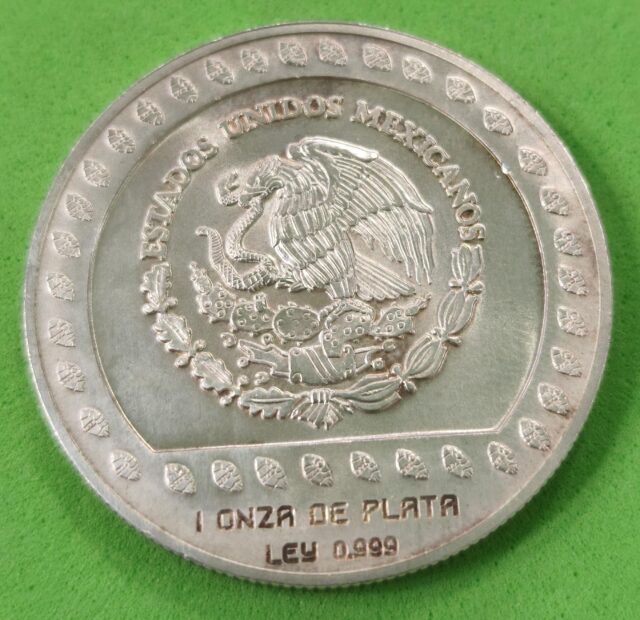 ESTADOS UNIDOS MEXICANOS
1 ONZA DE PLATA
LEY 0.999